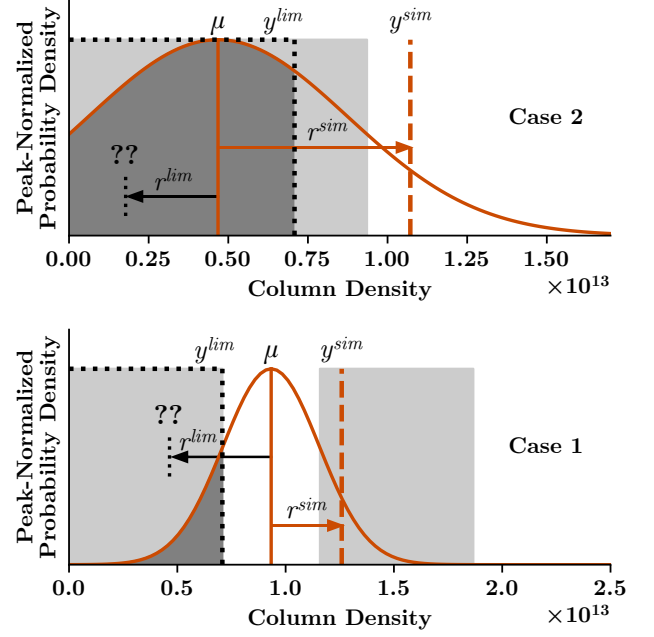 μ
y^{lim}
y^{sim}
Peak-Normalized
Probability Density
Case 2
r^{sim}
??
r^{lim}
0.00 0.25 0.50 0.75 1.00 1.25 1.50
Column Density
×10^{13}
y^{lim}
μ
y^{sim}
Peak-Normalized
Probability Density
??
r^{lim}
Case 1
r^{sim}
0.0 0.5 1.0 1.5 2.0 2.5
Column Density
×10^{13}